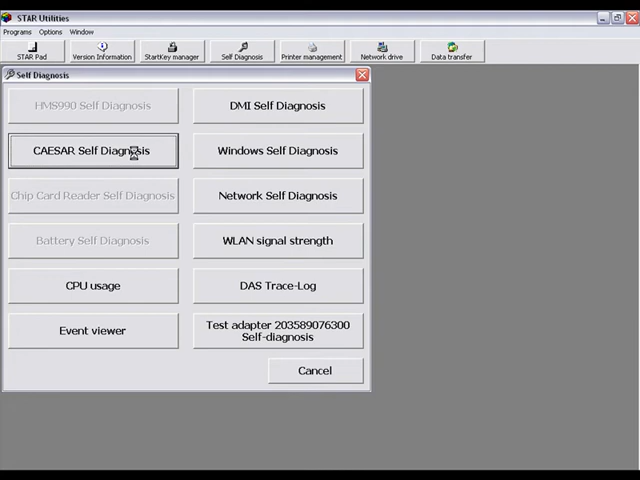 STAR Utilities
Programs Options Window
STAR Pad Version Information StartKey manager Self Diagnosis Printer management Network drive Data transfer
Self Diagnosis
HMS990 Self Diagnosis DMI Self Diagnosis
CAESAR Self Diagnosis Windows Self Diagnosis
Chip Card Reader Self Diagnosis Network Self Diagnosis
Battery Self Diagnosis WLAN signal strength
CPU usage DAS Trace-Log
Event viewer Test adapter 203589076300
Self-diagnosis
Cancel